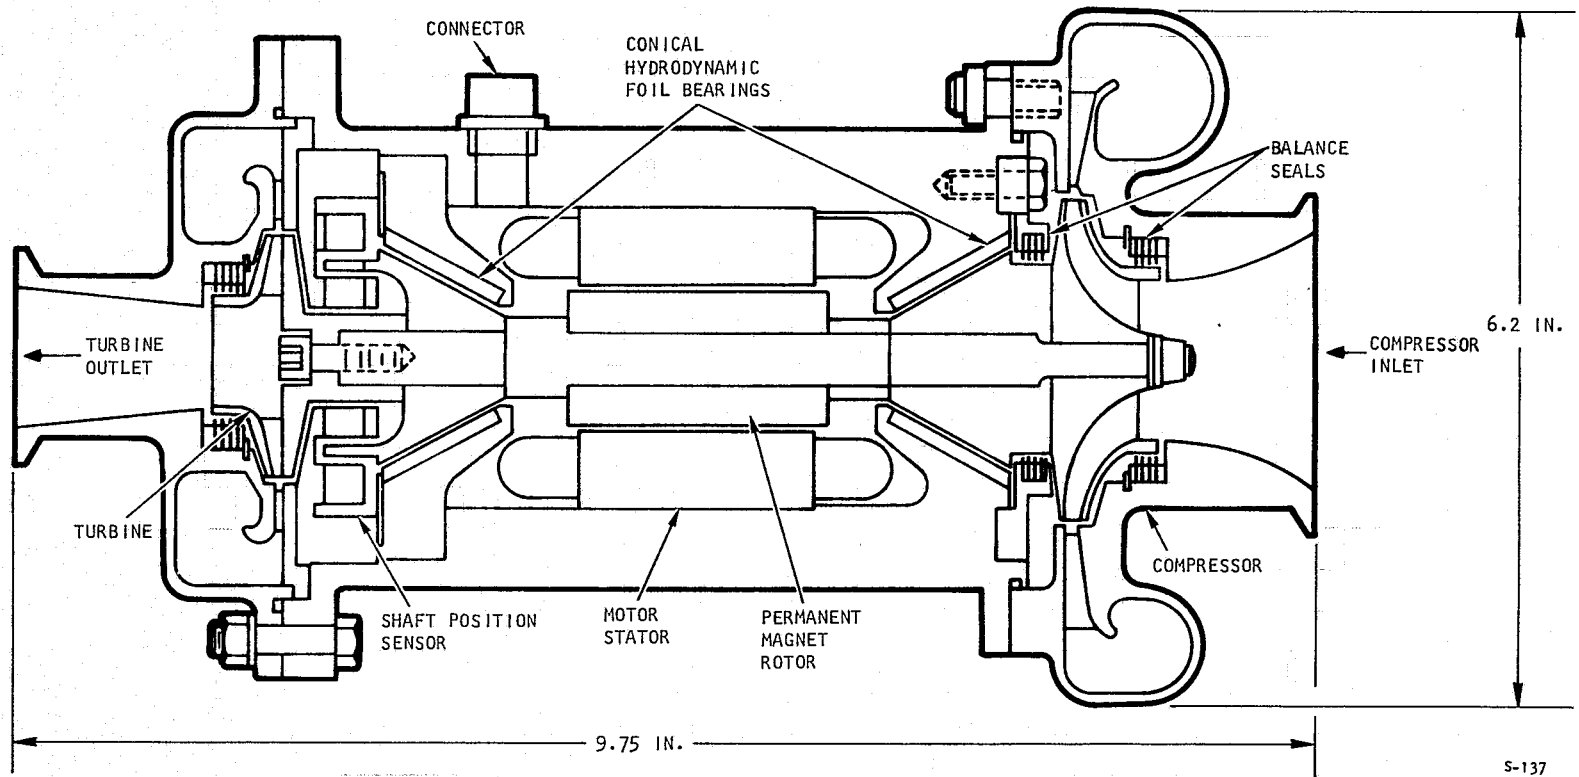 CONNECTOR
CONICAL
HYDRODYNAMIC
FOIL BEARINGS
BALANCE
SEALS
6.2 IN.
TURBINE
OUTLET
COMPRESSOR
INLET
TURBINE
COMPRESSOR
SHAFT POSITION
SENSOR
MOTOR
STATOR
PERMANENT
MAGNET
ROTOR
9.75 IN.
S-137